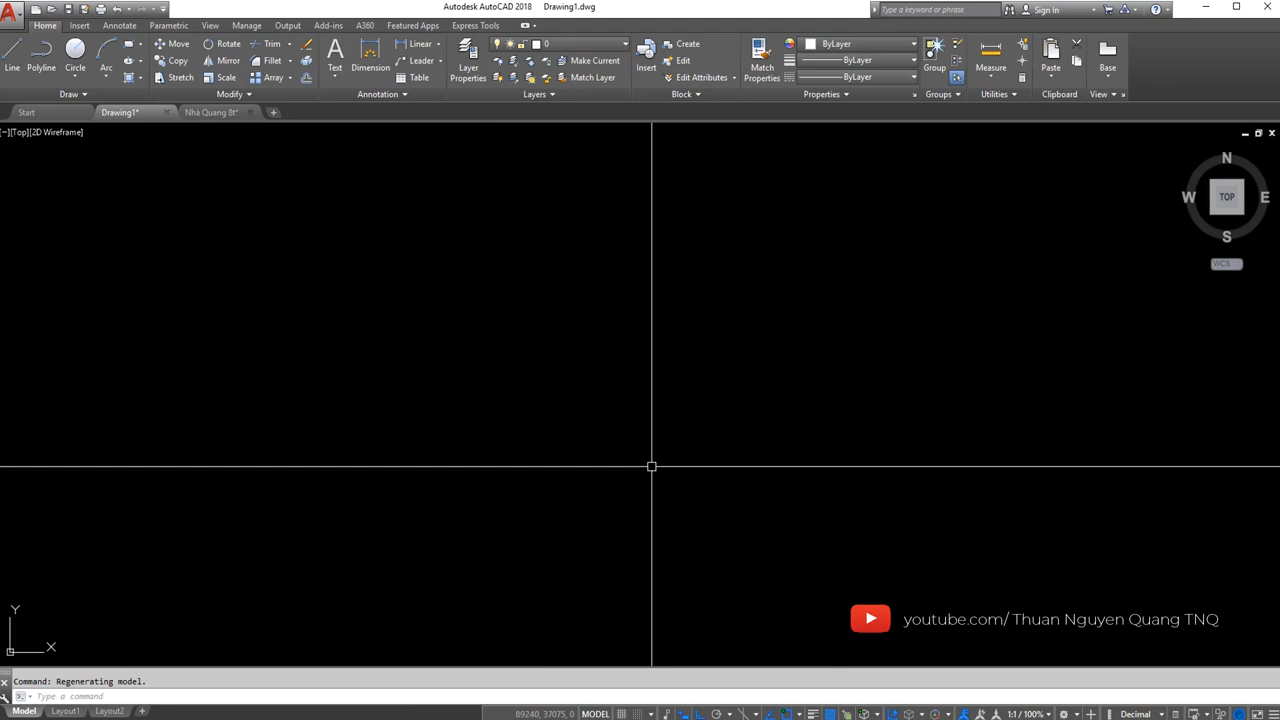 Autodesk AutoCAD 2018 Drawing1.dwg
Type a keyword or phrase
Sign In
Home Insert Annotate Parametric View Manage Output Add-ins A360 Featured Apps Express Tools
Line Polyline Circle Arc
Move Rotate Trim
Copy Mirror Fillet
Stretch Scale Array
Text Dimension
Linear
Leader
Table
Layer
Properties
0
Make Current
Match Layer
Insert
Create
Edit
Edit Attributes
Match
Properties
ByLayer
ByLayer
ByLayer
Group
Measure
Paste
Base
Draw Modify Annotation Layers Block Properties Groups Utilities Clipboard View
Start Drawing1* Nhà Quang 8t*
[−][Top][2D Wireframe]
N
W TOP E
S
WCS
Y
X
youtube.com/ Thuan Nguyen Quang TNQ
Command: Regenerating model.
Type a command
Model Layout1 Layout2
89240, 37075, 0 MODEL 1:1 / 100% Decimal